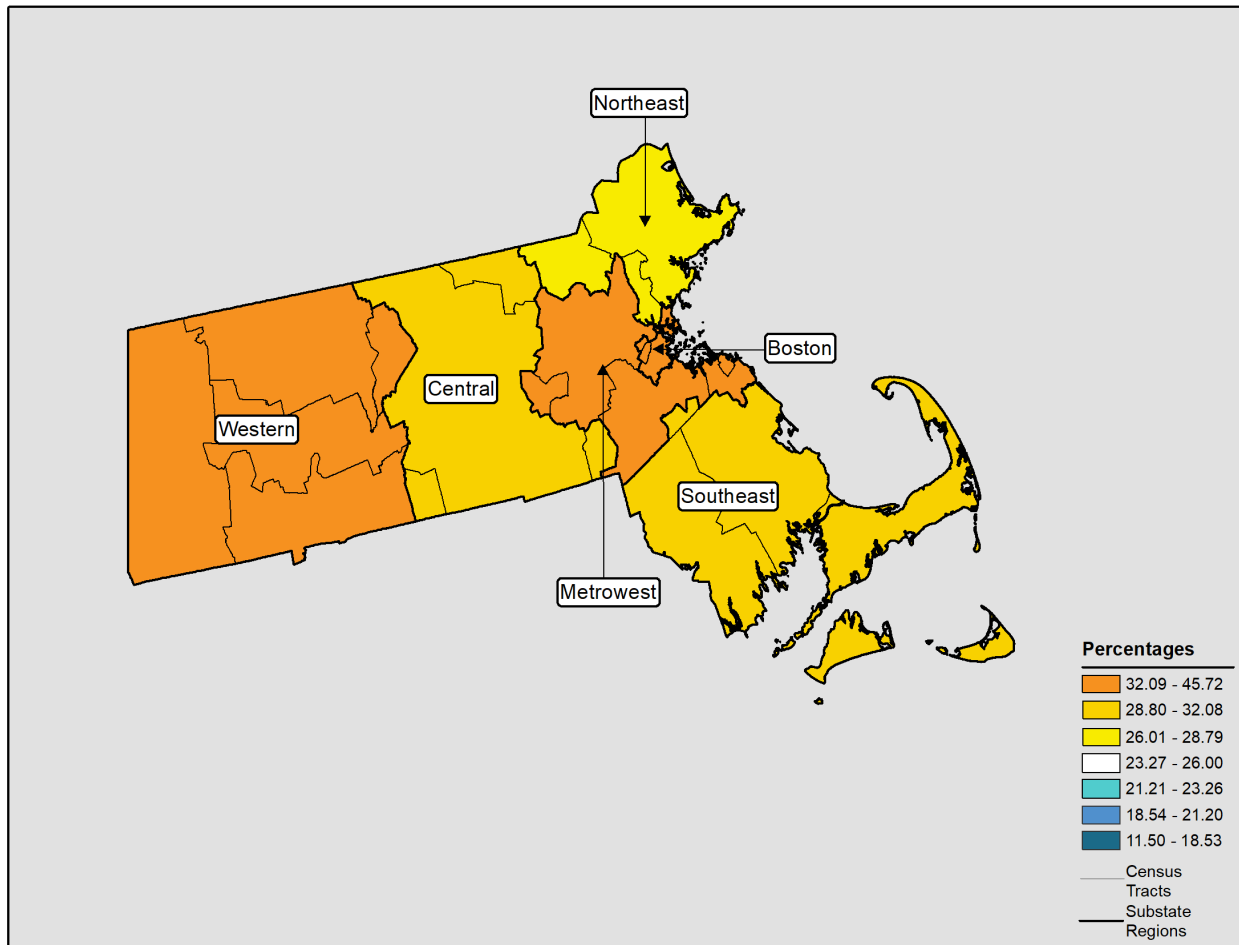 Northeast
Boston
Central
Western
Southeast
Metrowest
Percentages
32.09 - 45.72
28.80 - 32.08
26.01 - 28.79
23.27 - 26.00
21.21 - 23.26
18.54 - 21.20
11.50 - 18.53
Census
Tracts
Substate
Regions